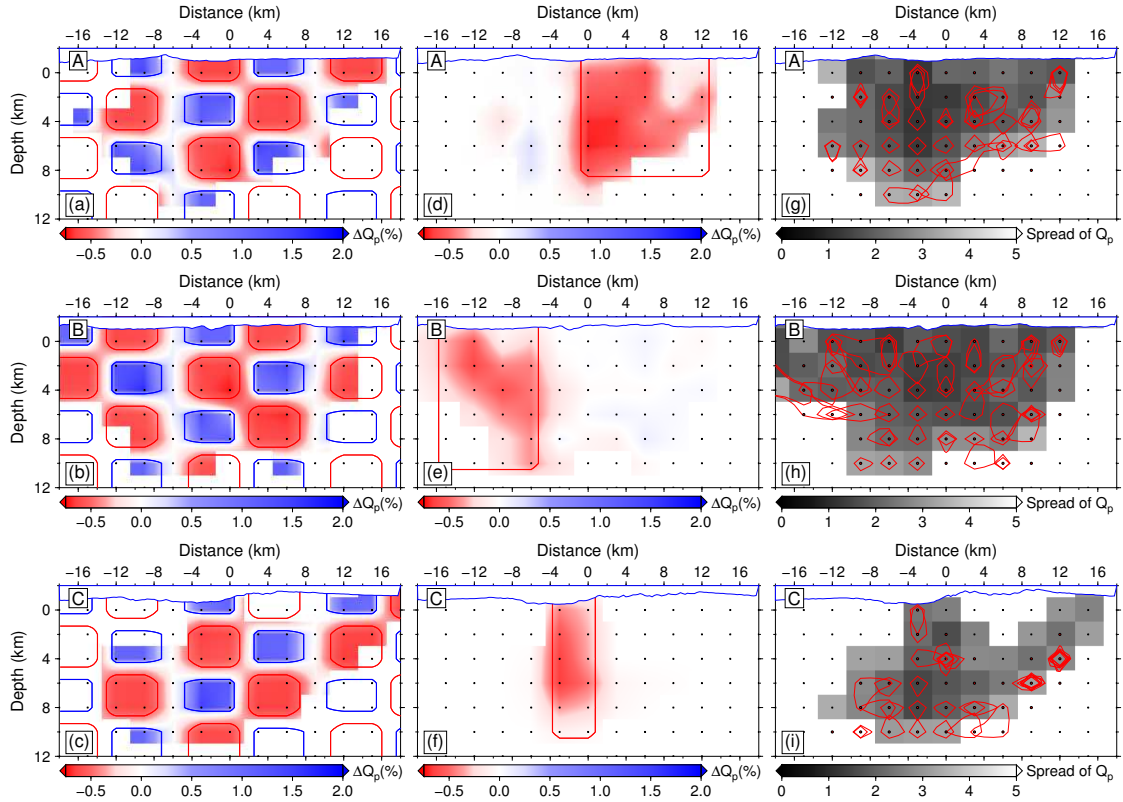 Distance (km) Distance (km) Distance (km)
−16 −12 −8 −4 0 4 8 12 16 −16 −12 −8 −4 0 4 8 12 16 −16 −12 −8 −4 0 4 8 12 16
A A A
0
4
8
12
Depth (km)
(a) (d) (g)
ΔQp(%) ΔQp(%) Spread of Qp
−0.5 0.0 0.5 1.0 1.5 2.0 −0.5 0.0 0.5 1.0 1.5 2.0 0 1 2 3 4 5
Distance (km) Distance (km) Distance (km)
−16 −12 −8 −4 0 4 8 12 16 −16 −12 −8 −4 0 4 8 12 16 −16 −12 −8 −4 0 4 8 12 16
B B B
0
4
8
12
Depth (km)
(b) (e) (h)
ΔQp(%) ΔQp(%) Spread of Qp
−0.5 0.0 0.5 1.0 1.5 2.0 −0.5 0.0 0.5 1.0 1.5 2.0 0 1 2 3 4 5
Distance (km) Distance (km) Distance (km)
−16 −12 −8 −4 0 4 8 12 16 −16 −12 −8 −4 0 4 8 12 16 −16 −12 −8 −4 0 4 8 12 16
C C C
0
4
8
12
Depth (km)
(c) (f) (i)
ΔQp(%) ΔQp(%) Spread of Qp
−0.5 0.0 0.5 1.0 1.5 2.0 −0.5 0.0 0.5 1.0 1.5 2.0 0 1 2 3 4 5